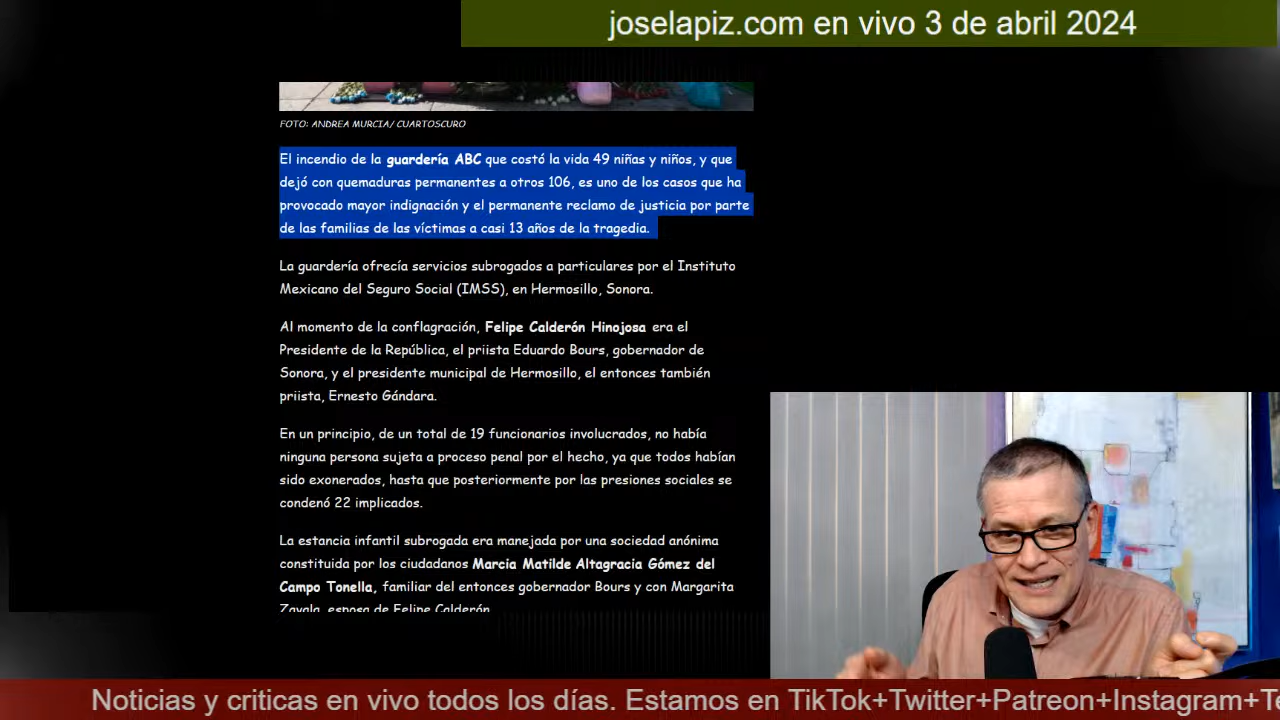 joselapiz.com en vivo 3 de abril 2024
FOTO: ANDREA MURCIA/ CUARTOSCURO
El incendio de la guardería ABC que costó la vida 49 niñas y niños, y que
dejó con quemaduras permanentes a otros 106, es uno de los casos que ha
provocado mayor indignación y el permanente reclamo de justicia por parte
de las familias de las víctimas a casi 13 años de la tragedia.
La guardería ofrecía servicios subrogados a particulares por el Instituto
Mexicano del Seguro Social (IMSS), en Hermosillo, Sonora.
Al momento de la conflagración, Felipe Calderón Hinojosa era el
Presidente de la República, el priista Eduardo Bours, gobernador de
Sonora, y el presidente municipal de Hermosillo, el entonces también
priista, Ernesto Gándara.
En un principio, de un total de 19 funcionarios involucrados, no había
ninguna persona sujeta a proceso penal por el hecho, ya que todos habían
sido exonerados, hasta que posteriormente por las presiones sociales se
condenó 22 implicados.
La estancia infantil subrogada era manejada por una sociedad anónima
constituida por los ciudadanos Marcia Matilde Altagracia Gómez del
Campo Tonella, familiar del entonces gobernador Bours y con Margarita
Zavala, esposa de Felipe Calderón
Noticias y criticas en vivo todos los días. Estamos en TikTok+Twitter+Patreon+Instagram+Te